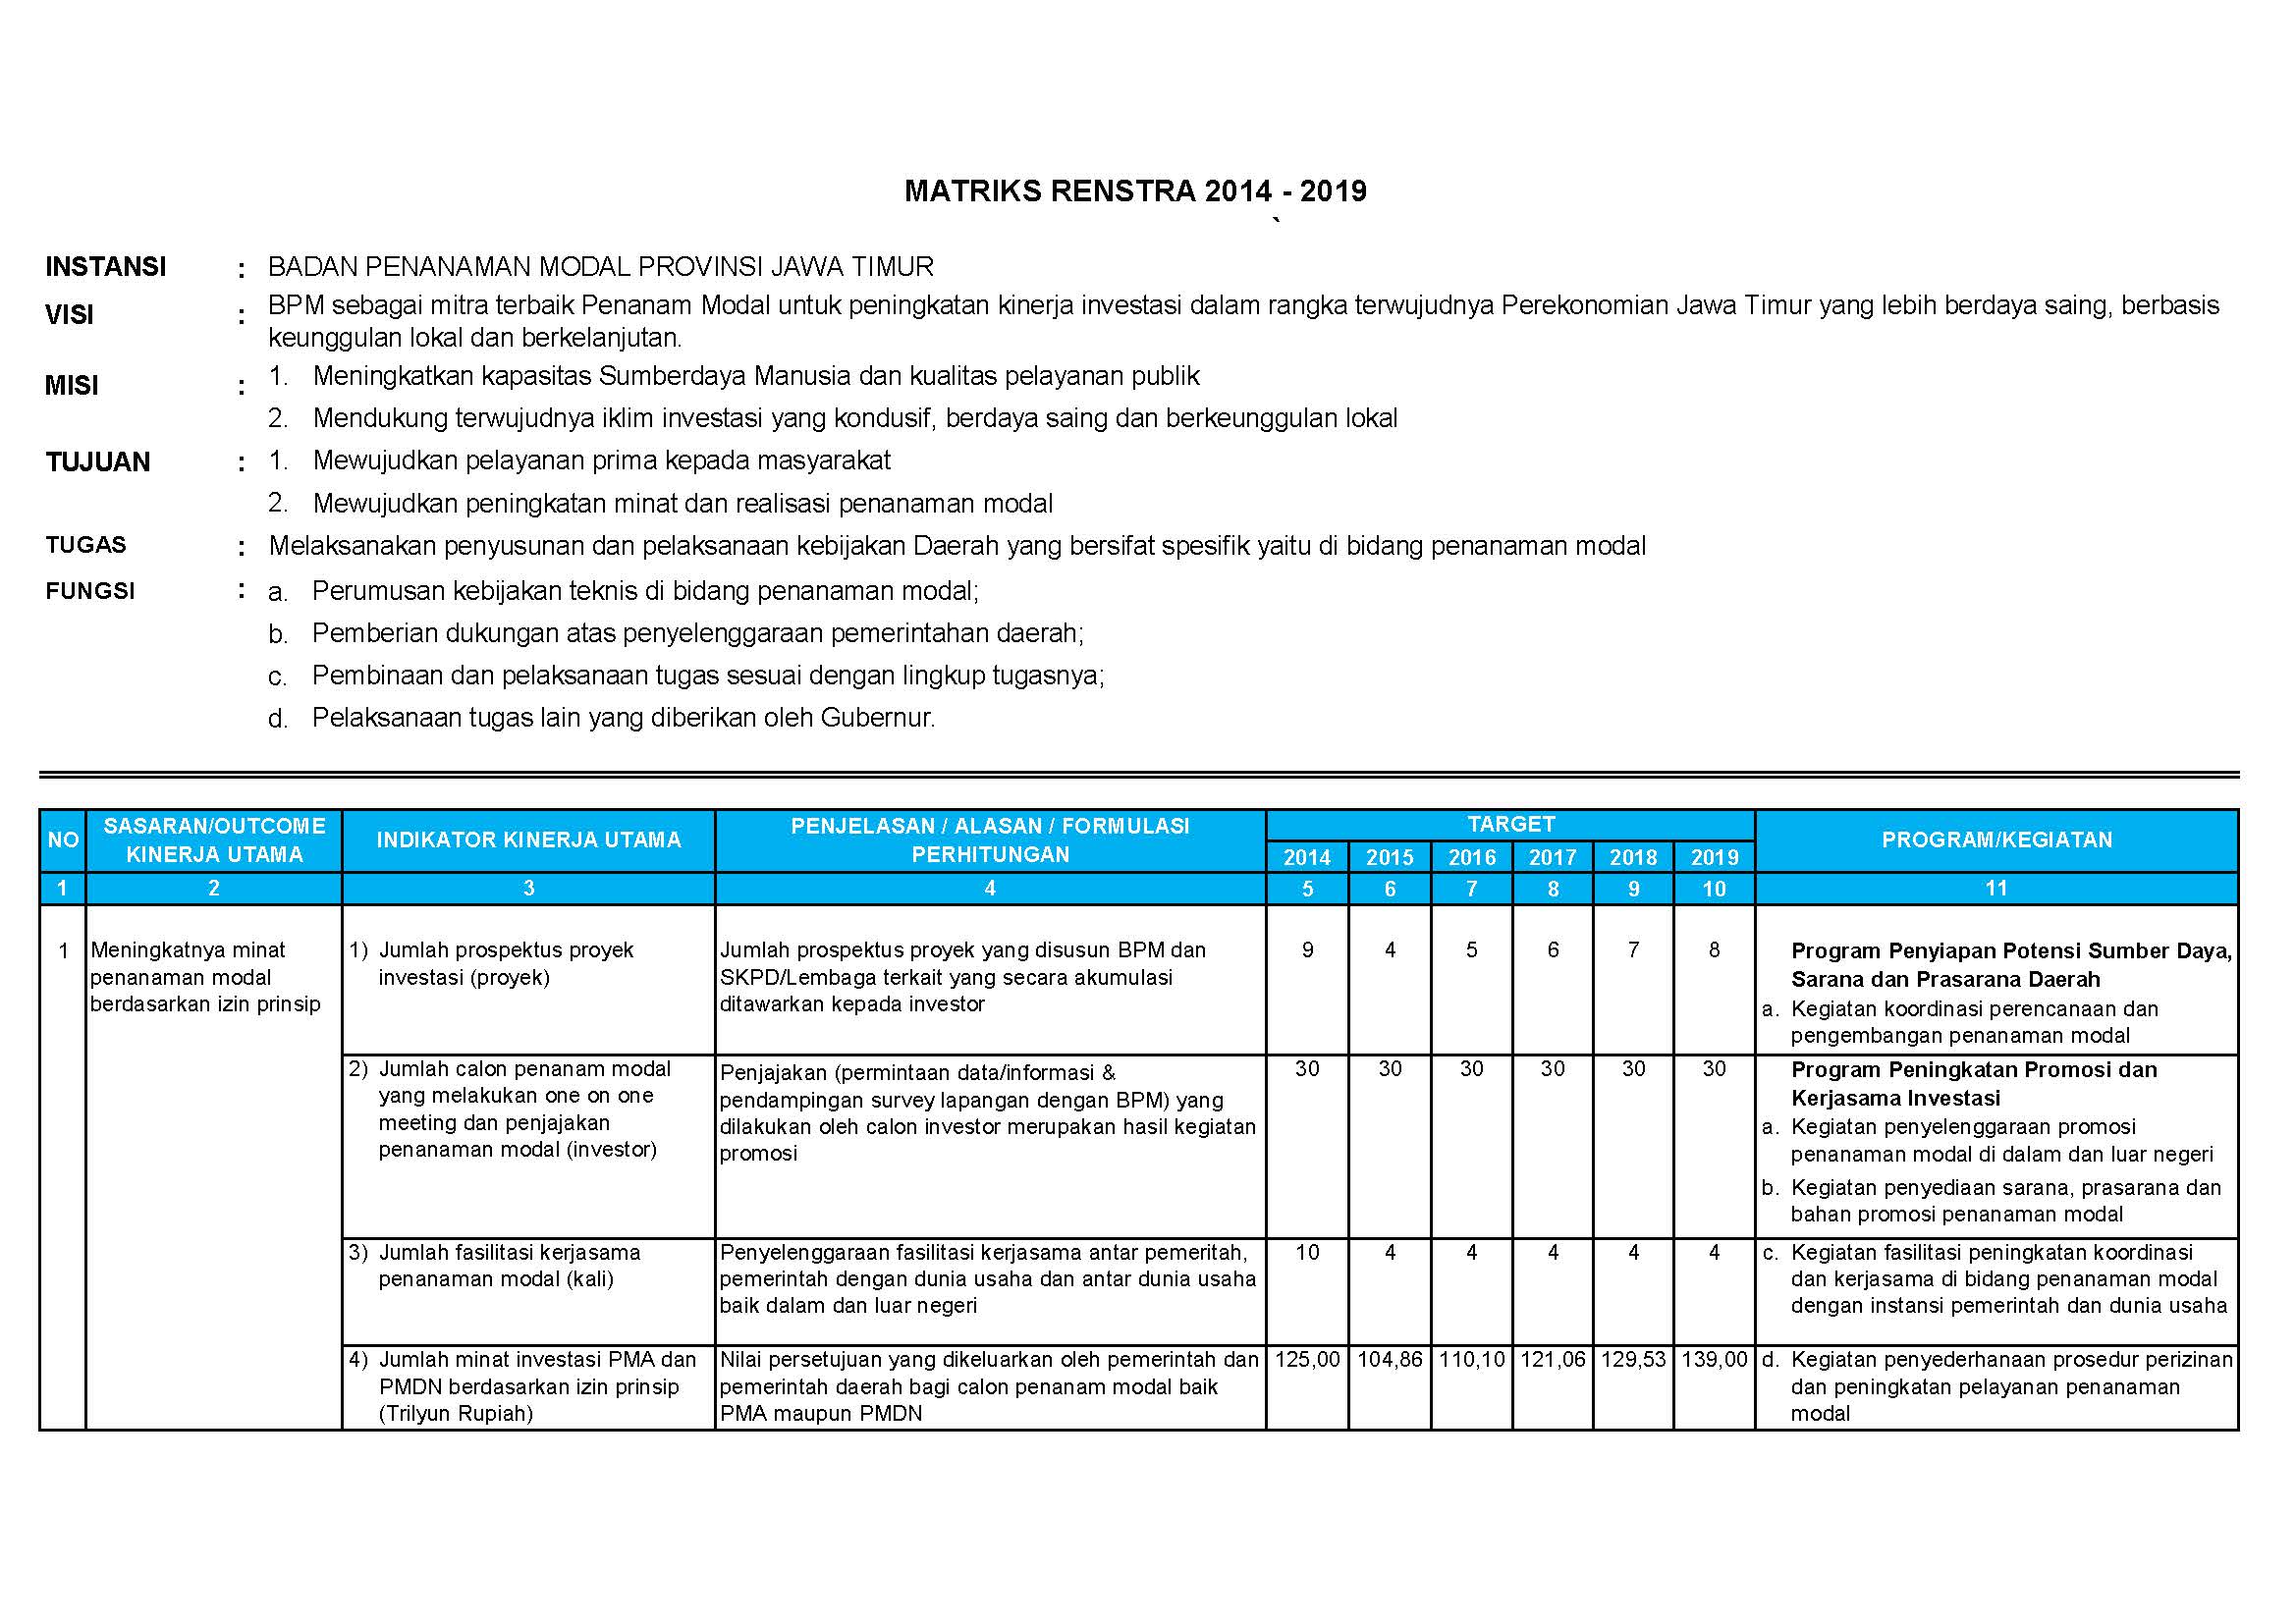 MATRIKS RENSTRA 2014 - 2019
`
INSTANSI : BADAN PENANAMAN MODAL PROVINSI JAWA TIMUR
VISI : BPM sebagai mitra terbaik Penanam Modal untuk peningkatan kinerja investasi dalam rangka terwujudnya Perekonomian Jawa Timur yang lebih berdaya saing, berbasis
keunggulan lokal dan berkelanjutan.
MISI : 1. Meningkatkan kapasitas Sumberdaya Manusia dan kualitas pelayanan publik
2. Mendukung terwujudnya iklim investasi yang kondusif, berdaya saing dan berkeunggulan lokal
TUJUAN : 1. Mewujudkan pelayanan prima kepada masyarakat
2. Mewujudkan peningkatan minat dan realisasi penanaman modal
TUGAS : Melaksanakan penyusunan dan pelaksanaan kebijakan Daerah yang bersifat spesifik yaitu di bidang penanaman modal
FUNGSI : a. Perumusan kebijakan teknis di bidang penanaman modal;
b. Pemberian dukungan atas penyelenggaraan pemerintahan daerah;
c. Pembinaan dan pelaksanaan tugas sesuai dengan lingkup tugasnya;
d. Pelaksanaan tugas lain yang diberikan oleh Gubernur.
NO
SASARAN/OUTCOME
KINERJA UTAMA
INDIKATOR KINERJA UTAMA
PENJELASAN / ALASAN / FORMULASI
PERHITUNGAN
TARGET
2014 2015 2016 2017 2018 2019
PROGRAM/KEGIATAN
1 2 3 4 5 6 7 8 9 10 11
1
Meningkatnya minat
penanaman modal
berdasarkan izin prinsip
1) Jumlah prospektus proyek
investasi (proyek)
Jumlah prospektus proyek yang disusun BPM dan
SKPD/Lembaga terkait yang secara akumulasi
ditawarkan kepada investor
9 4 5 6 7 8
Program Penyiapan Potensi Sumber Daya,
Sarana dan Prasarana Daerah
a. Kegiatan koordinasi perencanaan dan
pengembangan penanaman modal
2) Jumlah calon penanam modal
yang melakukan one on one
meeting dan penjajakan
penanaman modal (investor)
Penjajakan (permintaan data/informasi &
pendampingan survey lapangan dengan BPM) yang
dilakukan oleh calon investor merupakan hasil kegiatan
promosi
30 30 30 30 30 30
Program Peningkatan Promosi dan
Kerjasama Investasi
a. Kegiatan penyelenggaraan promosi
penanaman modal di dalam dan luar negeri
b. Kegiatan penyediaan sarana, prasarana dan
bahan promosi penanaman modal
3) Jumlah fasilitasi kerjasama
penanaman modal (kali)
Penyelenggaraan fasilitasi kerjasama antar pemeritah,
pemerintah dengan dunia usaha dan antar dunia usaha
baik dalam dan luar negeri
10 4 4 4 4 4
c. Kegiatan fasilitasi peningkatan koordinasi
dan kerjasama di bidang penanaman modal
dengan instansi pemerintah dan dunia usaha
4) Jumlah minat investasi PMA dan
PMDN berdasarkan izin prinsip
(Trilyun Rupiah)
Nilai persetujuan yang dikeluarkan oleh pemerintah dan
pemerintah daerah bagi calon penanam modal baik
PMA maupun PMDN
125,00 104,86 110,10 121,06 129,53 139,00
d. Kegiatan penyederhanaan prosedur perizinan
dan peningkatan pelayanan penanaman
modal